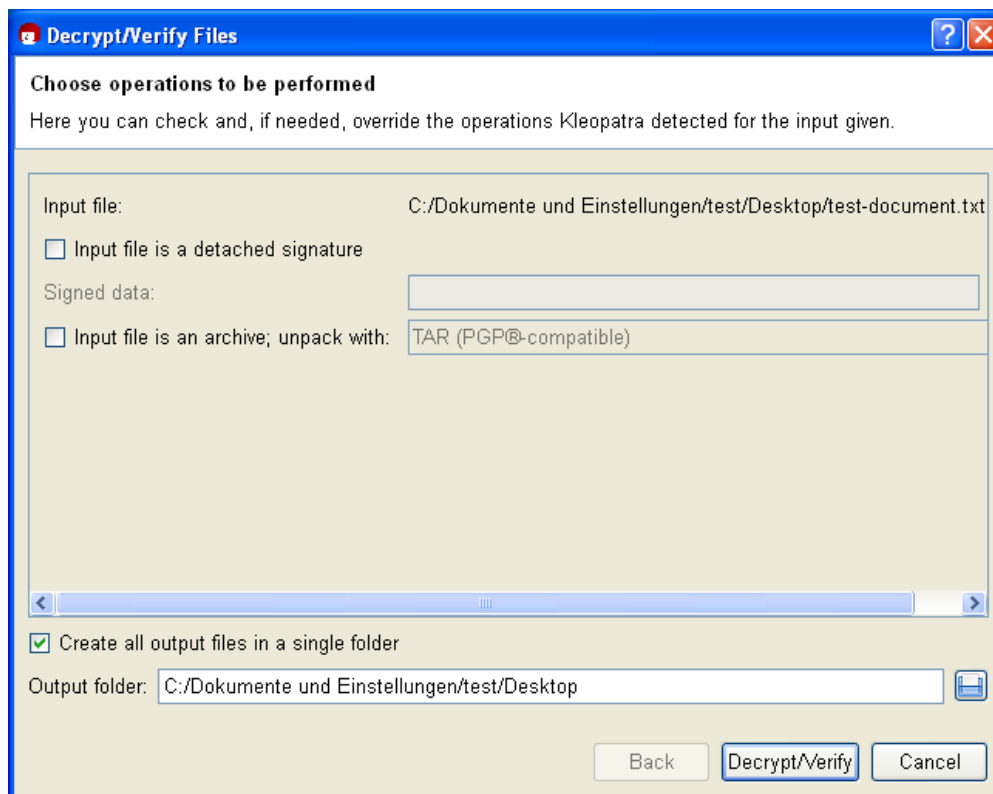 Decrypt/Verify Files
Choose operations to be performed
Here you can check and, if needed, override the operations Kleopatra detected for the input given.
Input file: C:/Dokumente und Einstellungen/test/Desktop/test-document.txt
Input file is a detached signature
Signed data:
Input file is an archive; unpack with: TAR (PGP®-compatible)
Create all output files in a single folder
Output folder: C:/Dokumente und Einstellungen/test/Desktop
Back Decrypt/Verify Cancel